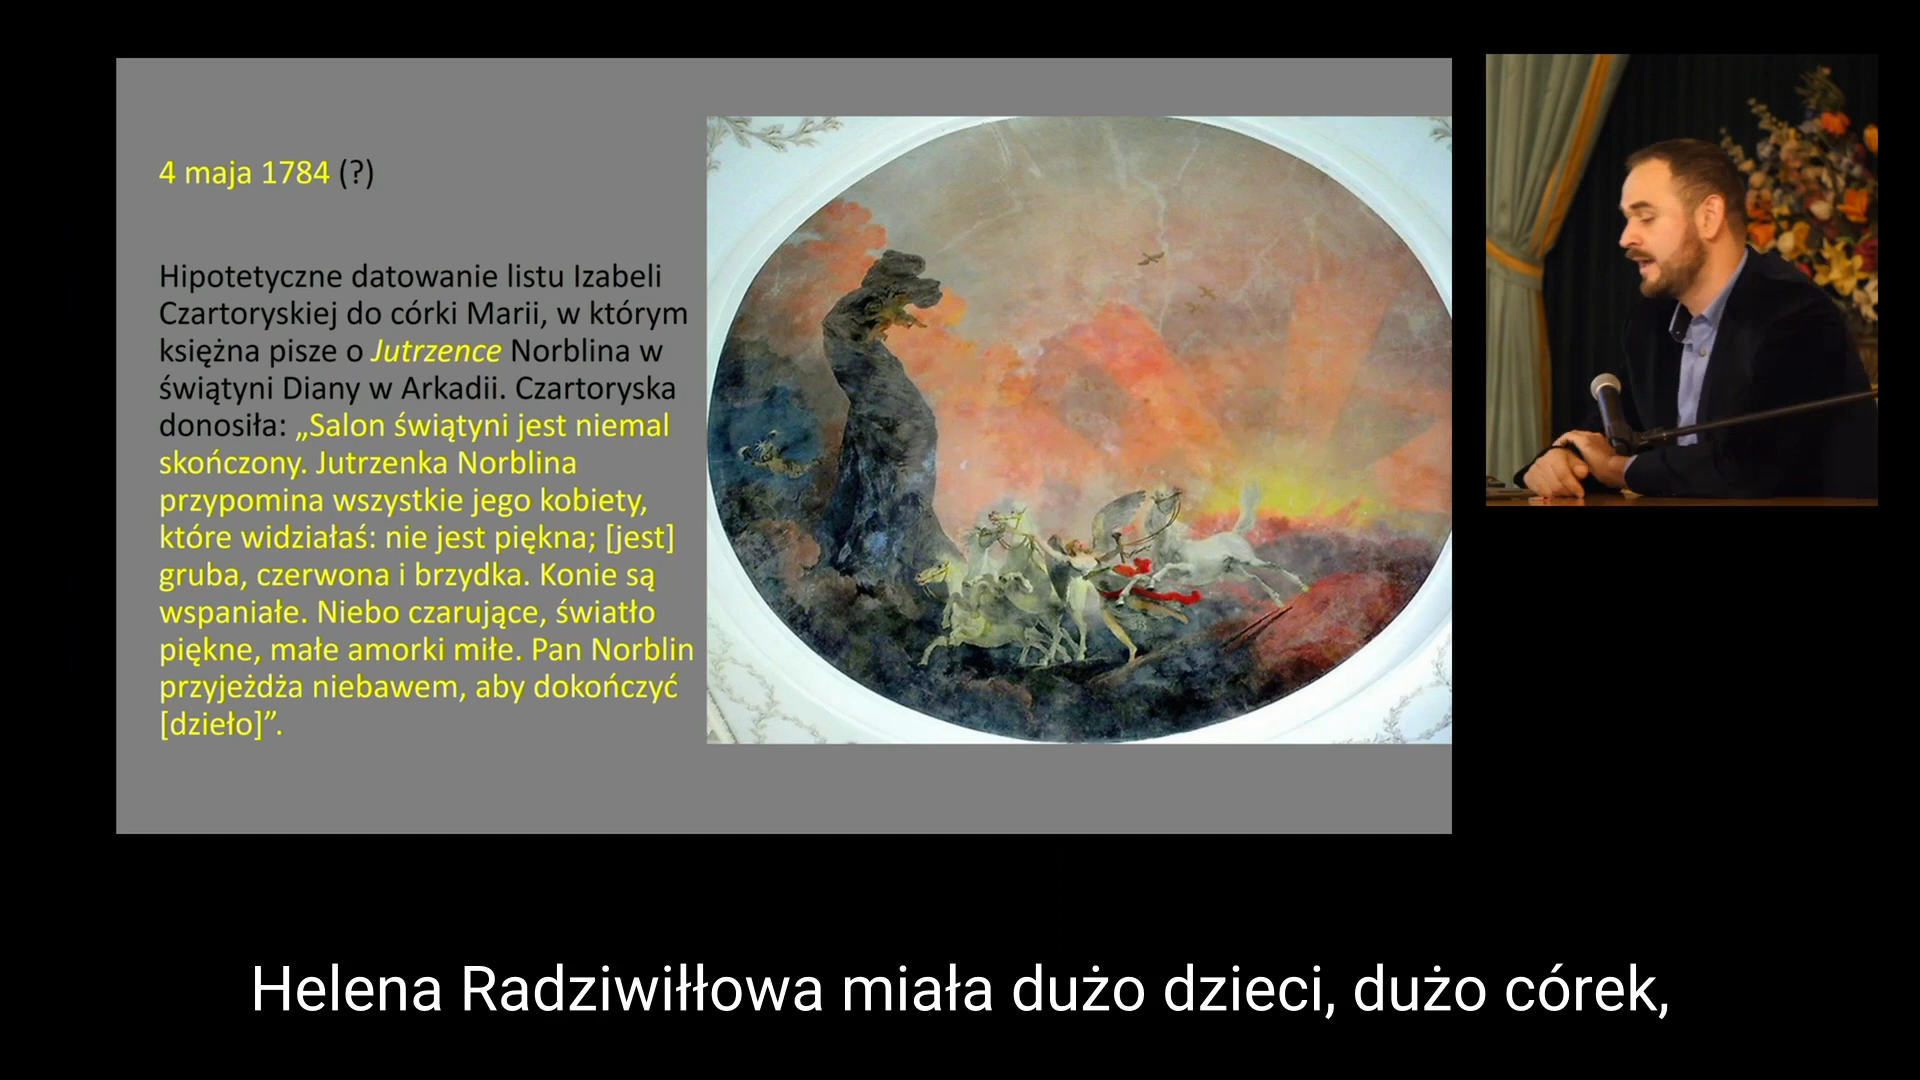 4 maja 1784 (?)
Hipotetyczne datowanie listu Izabeli
Czartoryskiej do córki Marii, w którym
księżna pisze o Jutrzence Norblina w
świątyni Diany w Arkadii. Czartoryska
donosiła: „Salon świątyni jest niemal
skończony. Jutrzenka Norblina
przypomina wszystkie jego kobiety,
które widziałaś: nie jest piękna; [jest]
gruba, czerwona i brzydka. Konie są
wspaniałe. Niebo czarujące, światło
piękne, małe amorki miłe. Pan Norblin
przyjeżdża niebawem, aby dokończyć
[dzieło]”.
Helena Radziwiłłowa miała dużo dzieci, dużo córek,